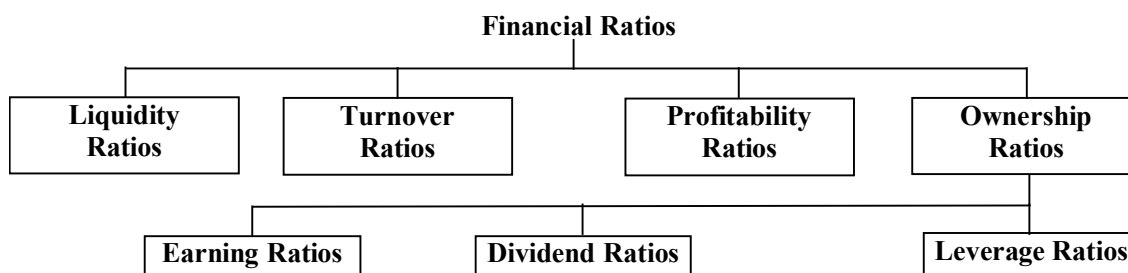 Financial Ratios
Liquidity
Ratios
Turnover
Ratios
Profitability
Ratios
Ownership
Ratios
Earning Ratios
Dividend Ratios
Leverage Ratios